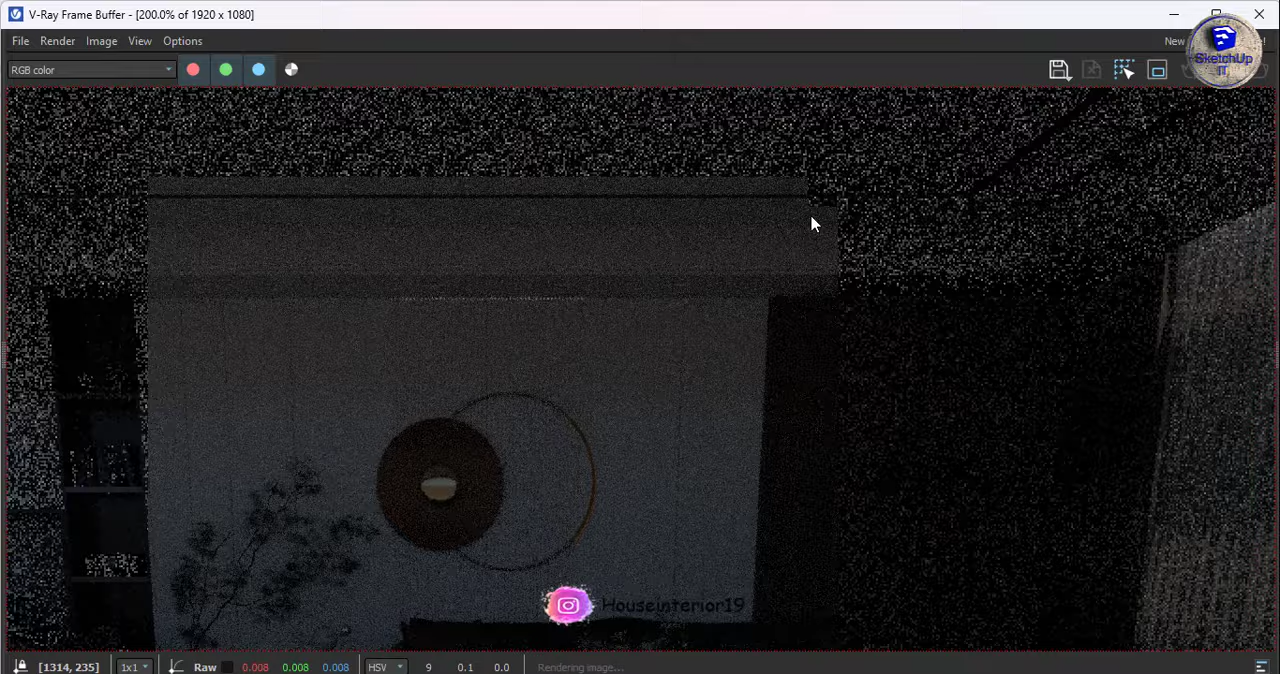 V-Ray Frame Buffer - [200.0% of 1920 x 1080]
File Render Image View Options
New
RGB color
SketchUp
IT
Houseinterior19
[1314, 235] 1x1 Raw 0.008 0.008 0.008 HSV 9 0.1 0.0 Rendering image...